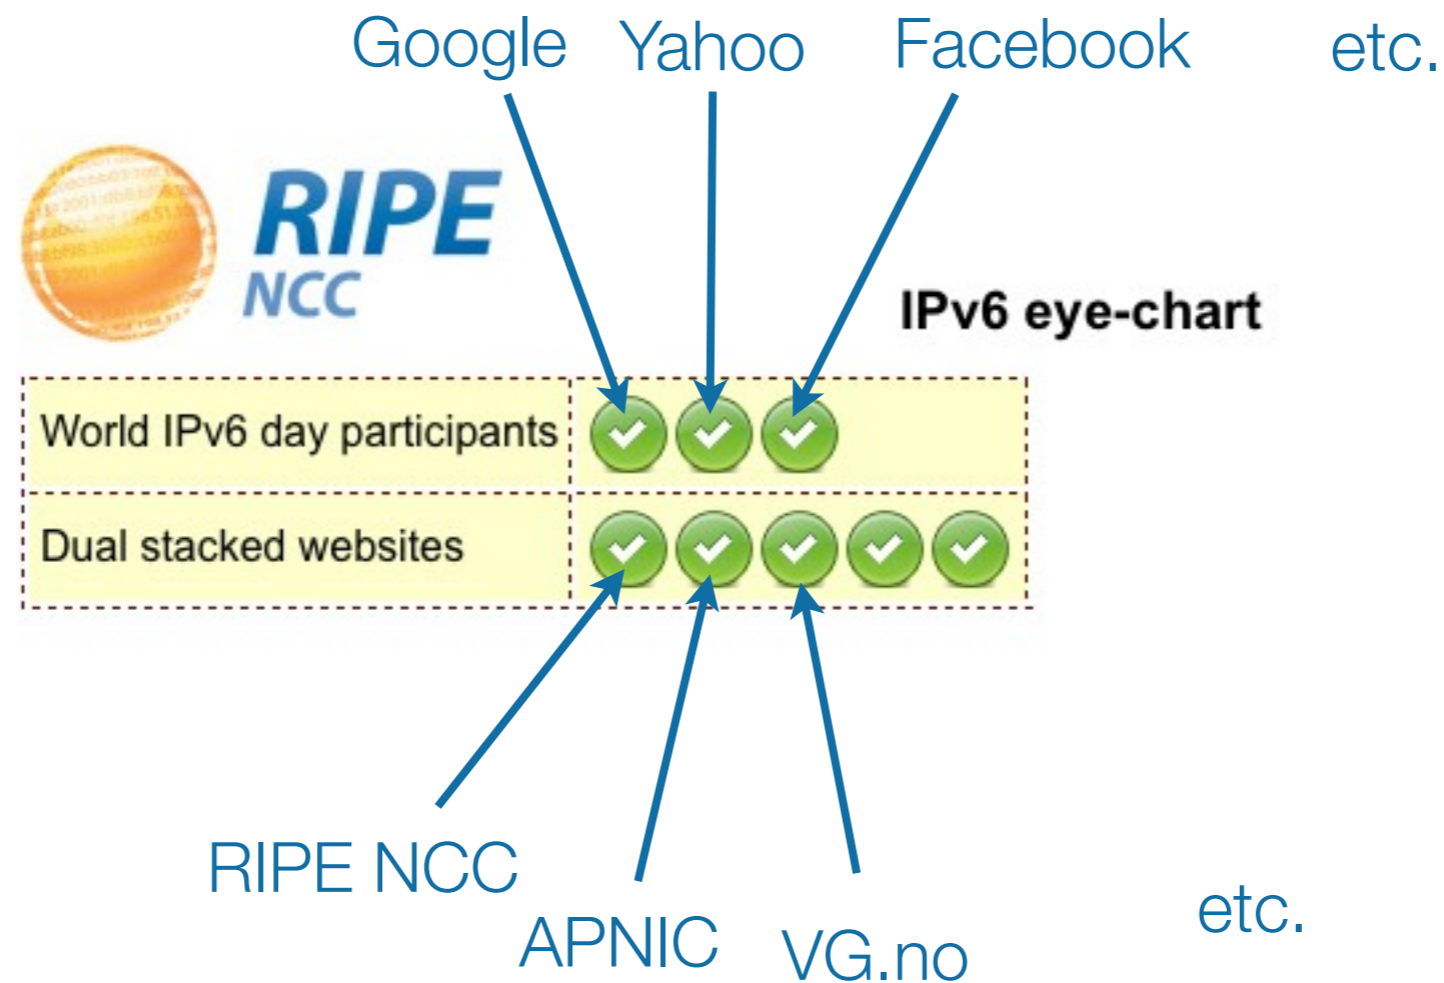 Google Yahoo Facebook etc.
RIPE
NCC
IPv6 eye-chart
World IPv6 day participants
Dual stacked websites
RIPE NCC
etc.
APNIC
VG.no